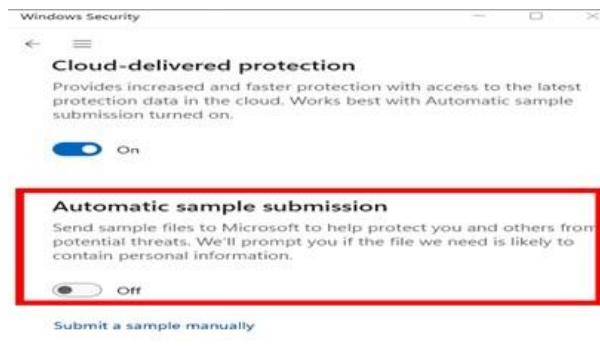 Windows Security
Cloud-delivered protection
Provides increased and faster protection with access to the latest
protection data in the cloud. Works best with Automatic sample
submission turned on.
On
Automatic sample submission
Send sample files to Microsoft to help protect you and others from
potential threats. We'll prompt you if the file we need is likely to
contain personal information.
Off
Submit a sample manually